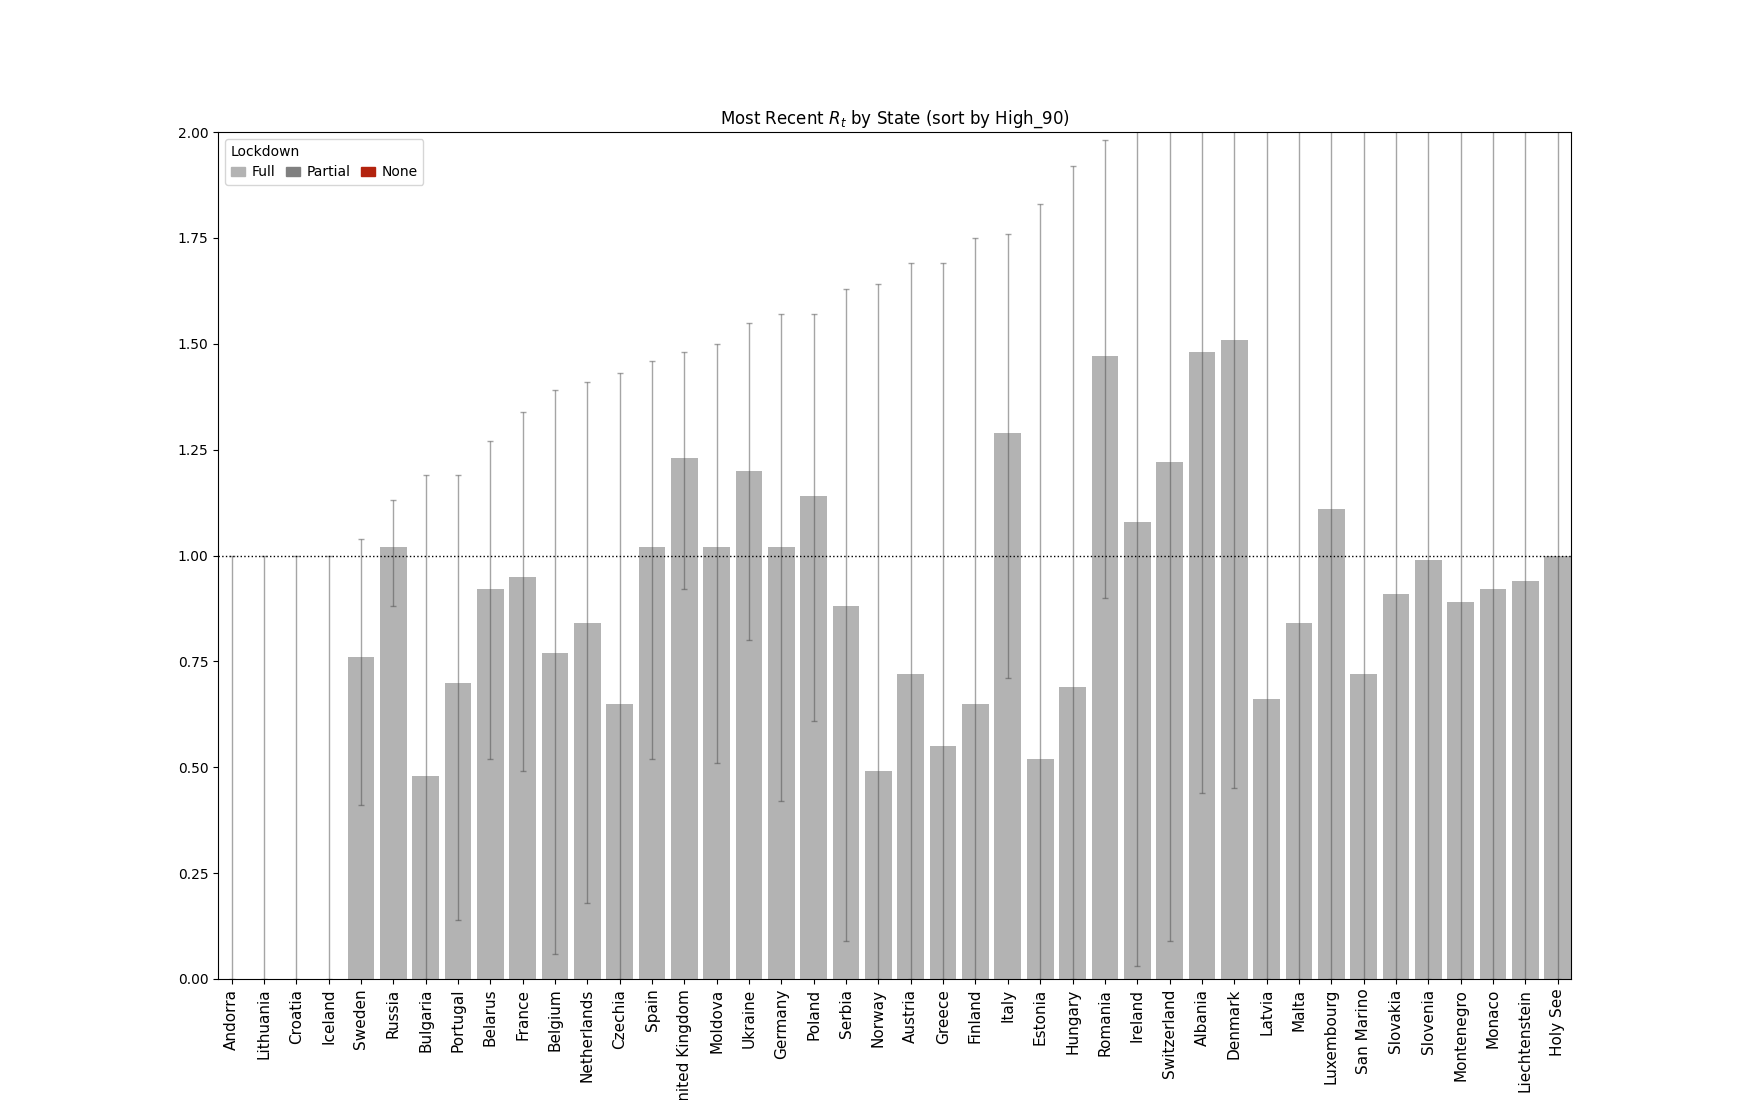 Most Recent R_t by State (sort by High_90)
Lockdown
Full Partial None
2.00
1.75
1.50
1.25
1.00
0.75
0.50
0.25
0.00
Andorra
Lithuania
Croatia
Iceland
Sweden
Russia
Bulgaria
Portugal
Belarus
France
Belgium
Netherlands
Czechia
Spain
nited Kingdom
Moldova
Ukraine
Germany
Poland
Serbia
Norway
Austria
Greece
Finland
Italy
Estonia
Hungary
Romania
Ireland
Switzerland
Albania
Denmark
Latvia
Malta
Luxembourg
San Marino
Slovakia
Slovenia
Montenegro
Monaco
Liechtenstein
Holy See